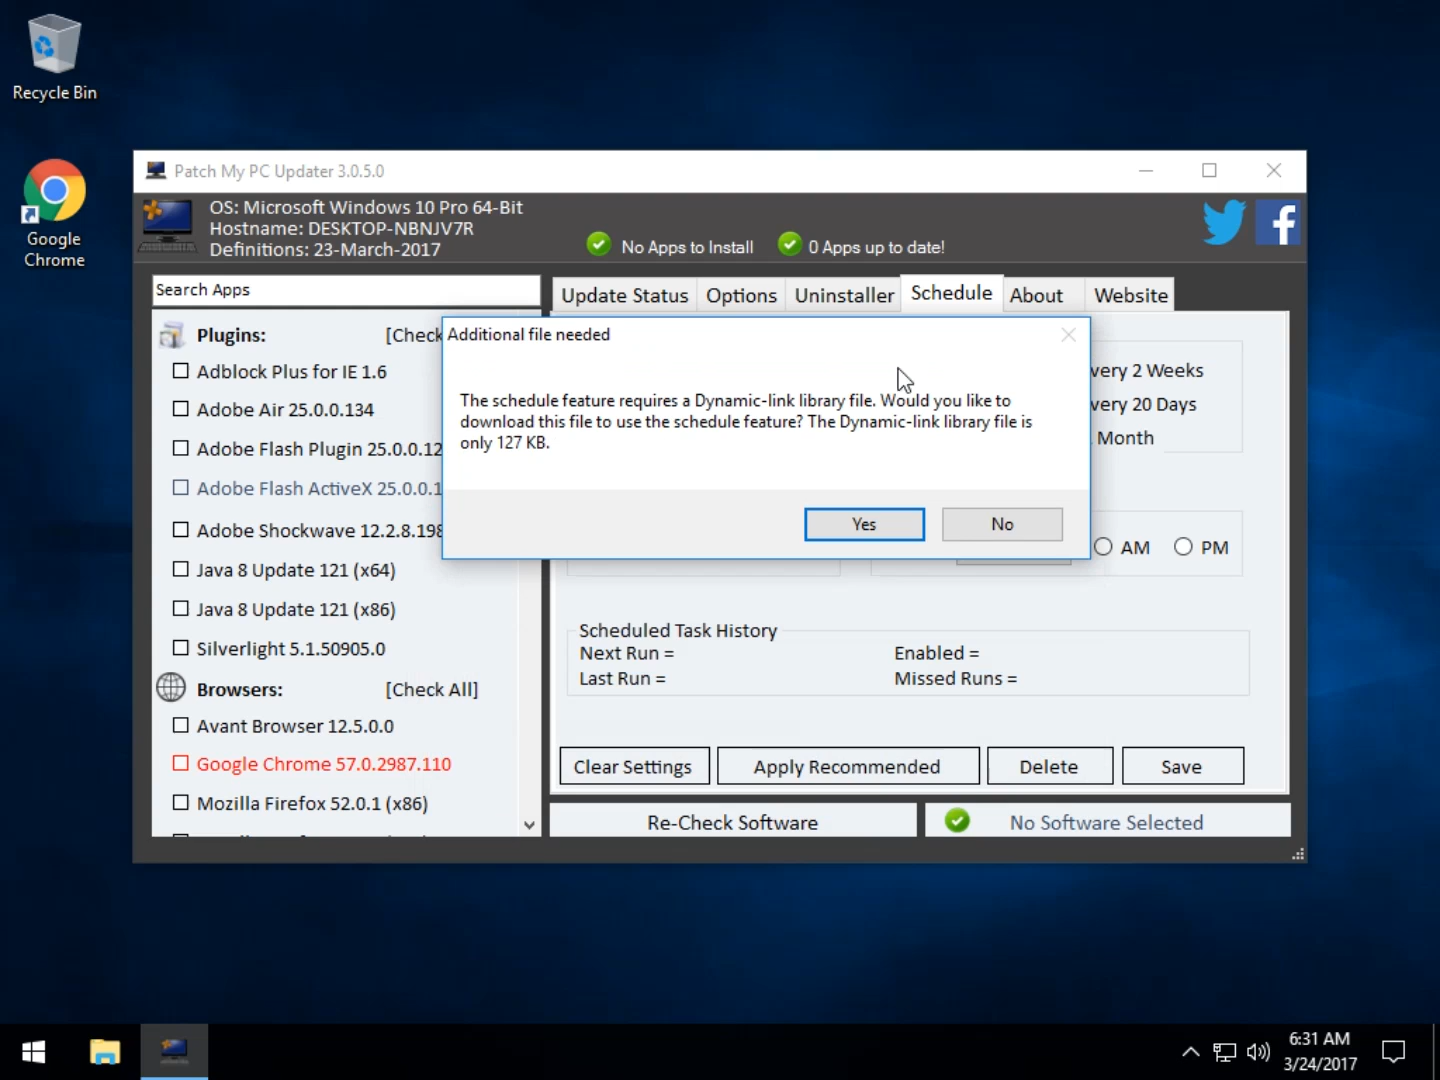 Recycle Bin
Google
Chrome
Patch My PC Updater 3.0.5.0
OS: Microsoft Windows 10 Pro 64-Bit
Hostname: DESKTOP-NBNJV7R
Definitions: 23-March-2017
No Apps to Install
0 Apps up to date!
Search Apps
Update Status
Options
Uninstaller
Schedule
About
Website
Plugins:
[Check
Adblock Plus for IE 1.6
Adobe Air 25.0.0.134
Adobe Flash Plugin 25.0.0.12
Adobe Flash ActiveX 25.0.0.1
Adobe Shockwave 12.2.8.198
Java 8 Update 121 (x64)
Java 8 Update 121 (x86)
Silverlight 5.1.50905.0
Browsers:
[Check All]
Avant Browser 12.5.0.0
Google Chrome 57.0.2987.110
Mozilla Firefox 52.0.1 (x86)
Additional file needed
The schedule feature requires a Dynamic-link library file. Would you like to
download this file to use the schedule feature? The Dynamic-link library file is
only 127 KB.
Yes
No
very 2 Weeks
very 20 Days
Month
AM
PM
Scheduled Task History
Next Run =
Enabled =
Last Run =
Missed Runs =
Clear Settings
Apply Recommended
Delete
Save
Re-Check Software
No Software Selected
6:31 AM
3/24/2017